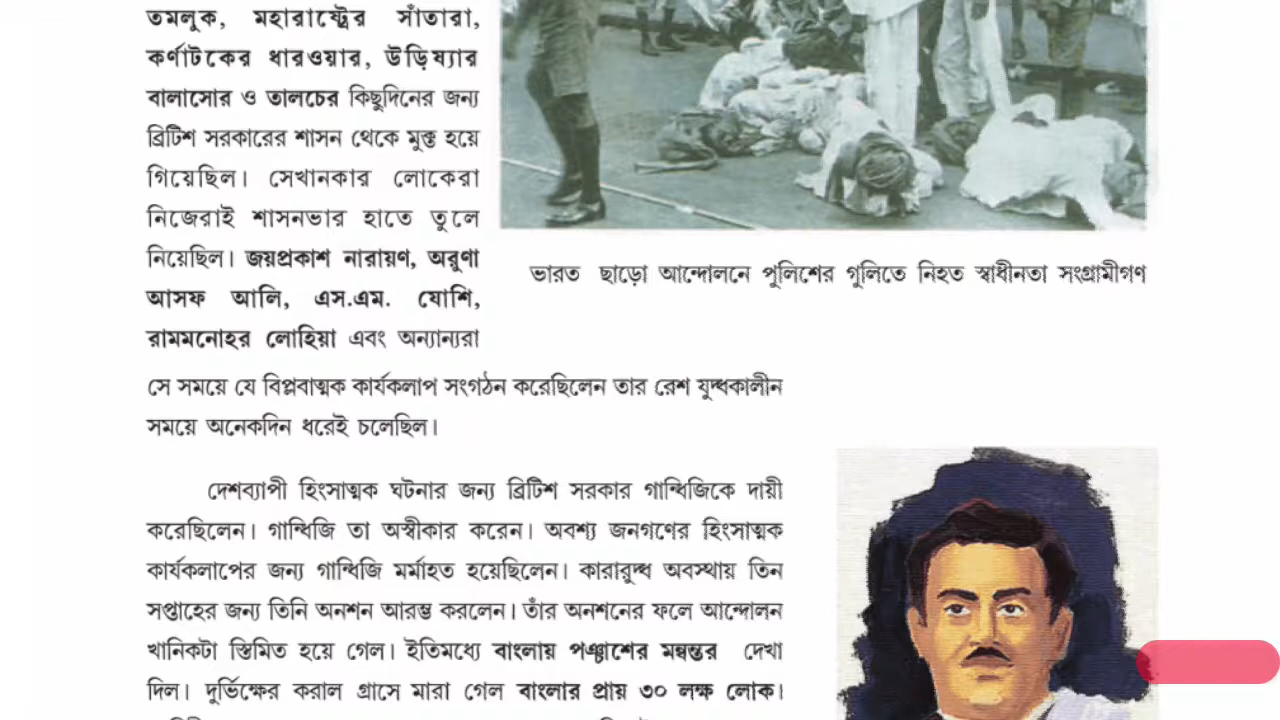 তমলুক, মহারাষ্ট্রের সাঁতারা,
কর্ণাটকের ধারওয়ার, উড়িষ্যার
বালাসোর ও তালচের কিছুদিনের জন্য
ব্রিটিশ সরকারের শাসন থেকে মুক্ত হয়ে
গিয়েছিল। সেখানকার লোকেরা
নিজেরাই শাসনভার হাতে তুলে
নিয়েছিল। জয়প্রকাশ নারায়ণ, অরুণা
আসফ আলি, এস.এম. যোশি,
রামমনোহর লোহিয়া এবং অন্যান্যরা
ভারত ছাড়ো আন্দোলনে পুলিশের গুলিতে নিহত স্বাধীনতা সংগ্রামীগণ
সে সময়ে যে বিপ্লবাত্মক কার্যকলাপ সংগঠন করেছিলেন তার রেশ যুদ্ধকালীন
সময়ে অনেকদিন ধরেই চলেছিল।
দেশব্যাপী হিংসাত্মক ঘটনার জন্য ব্রিটিশ সরকার গান্ধিজিকে দায়ী
করেছিলেন। গান্ধিজি তা অস্বীকার করেন। অবশ্য জনগণের হিংসাত্মক
কার্যকলাপের জন্য গান্ধিজি মর্মাহত হয়েছিলেন। কারারুদ্ধ অবস্থায় তিন
সপ্তাহের জন্য তিনি অনশন আরম্ভ করলেন। তাঁর অনশনের ফলে আন্দোলন
খানিকটা স্তিমিত হয়ে গেল। ইতিমধ্যে বাংলায় পঞ্চাশের মন্বন্তর দেখা
দিল। দুর্ভিক্ষের করাল গ্রাসে মারা গেল বাংলার প্রায় ৩০ লক্ষ লোক।